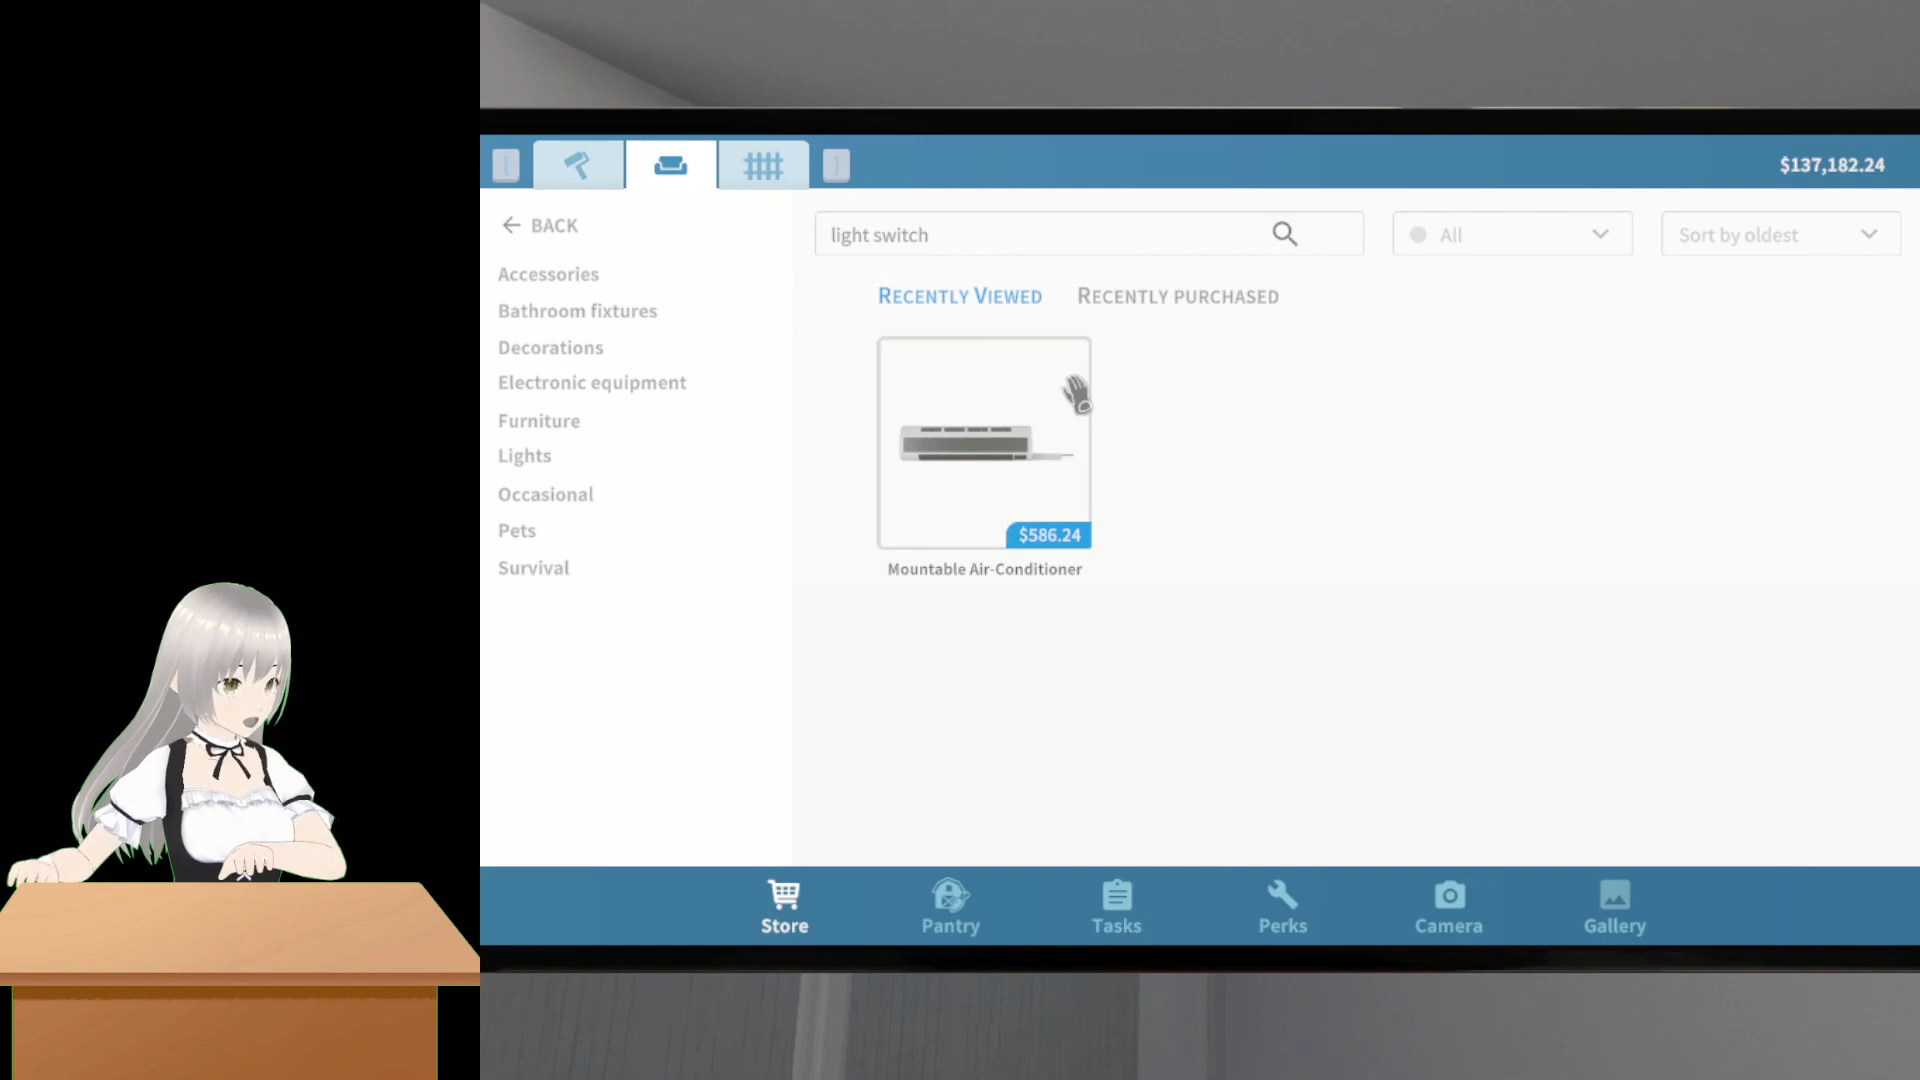 $137,182.24
BACK
light switch
All
Sort by oldest
Accessories
Bathroom fixtures
Decorations
Electronic equipment
Furniture
Lights
Occasional
Pets
Survival
RECENTLY VIEWED
RECENTLY PURCHASED
$586.24
Mountable Air-Conditioner
Store
Pantry
Tasks
Perks
Camera
Gallery